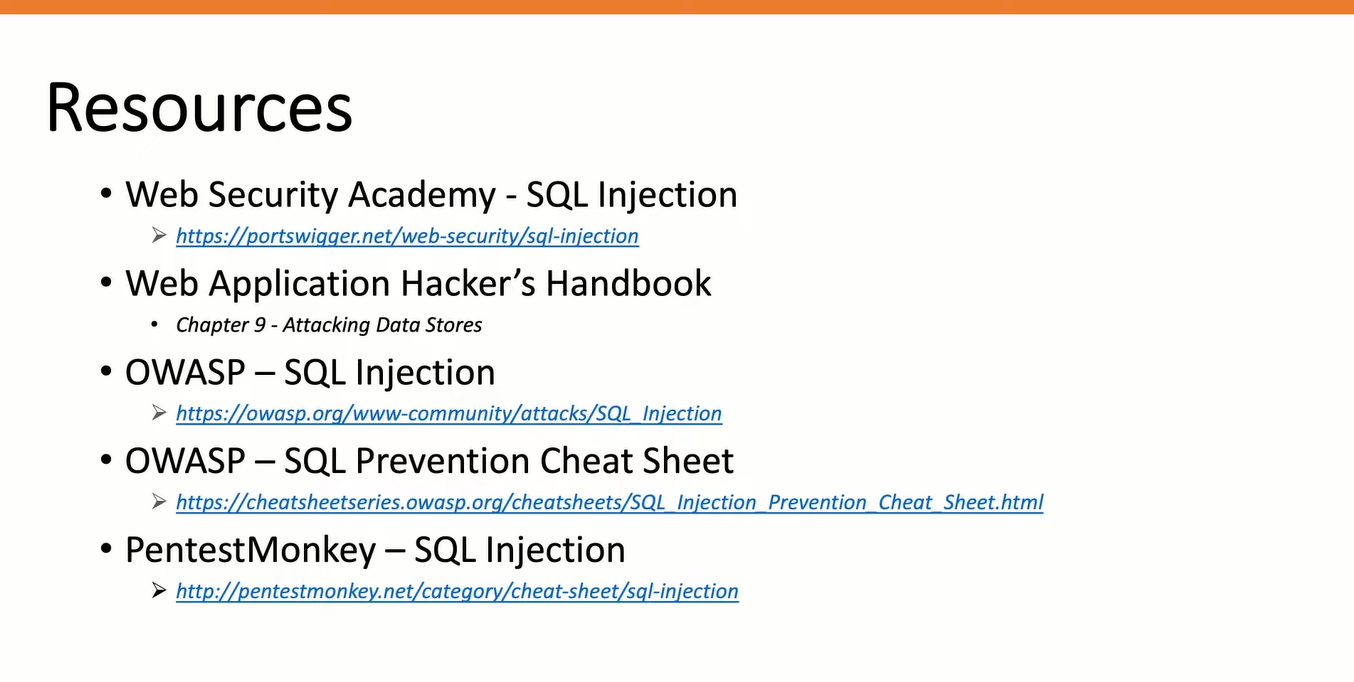 Resources
• Web Security Academy - SQL Injection
➢ https://portswigger.net/web-security/sql-injection
• Web Application Hacker’s Handbook
• Chapter 9 - Attacking Data Stores
• OWASP – SQL Injection
➢ https://owasp.org/www-community/attacks/SQL_Injection
• OWASP – SQL Prevention Cheat Sheet
➢ https://cheatsheetseries.owasp.org/cheatsheets/SQL_Injection_Prevention_Cheat_Sheet.html
• PentestMonkey – SQL Injection
➢ http://pentestmonkey.net/category/cheat-sheet/sql-injection